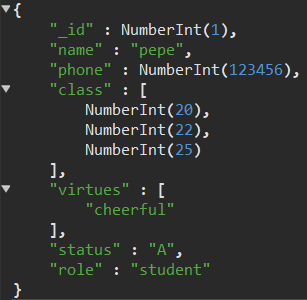 {
"_id" : NumberInt(1),
"name" : "pepe",
"phone" : NumberInt(123456),
"class" : [
NumberInt(20),
NumberInt(22),
NumberInt(25)
],
"virtues" : [
"cheerful"
],
"status" : "A",
"role" : "student"
}